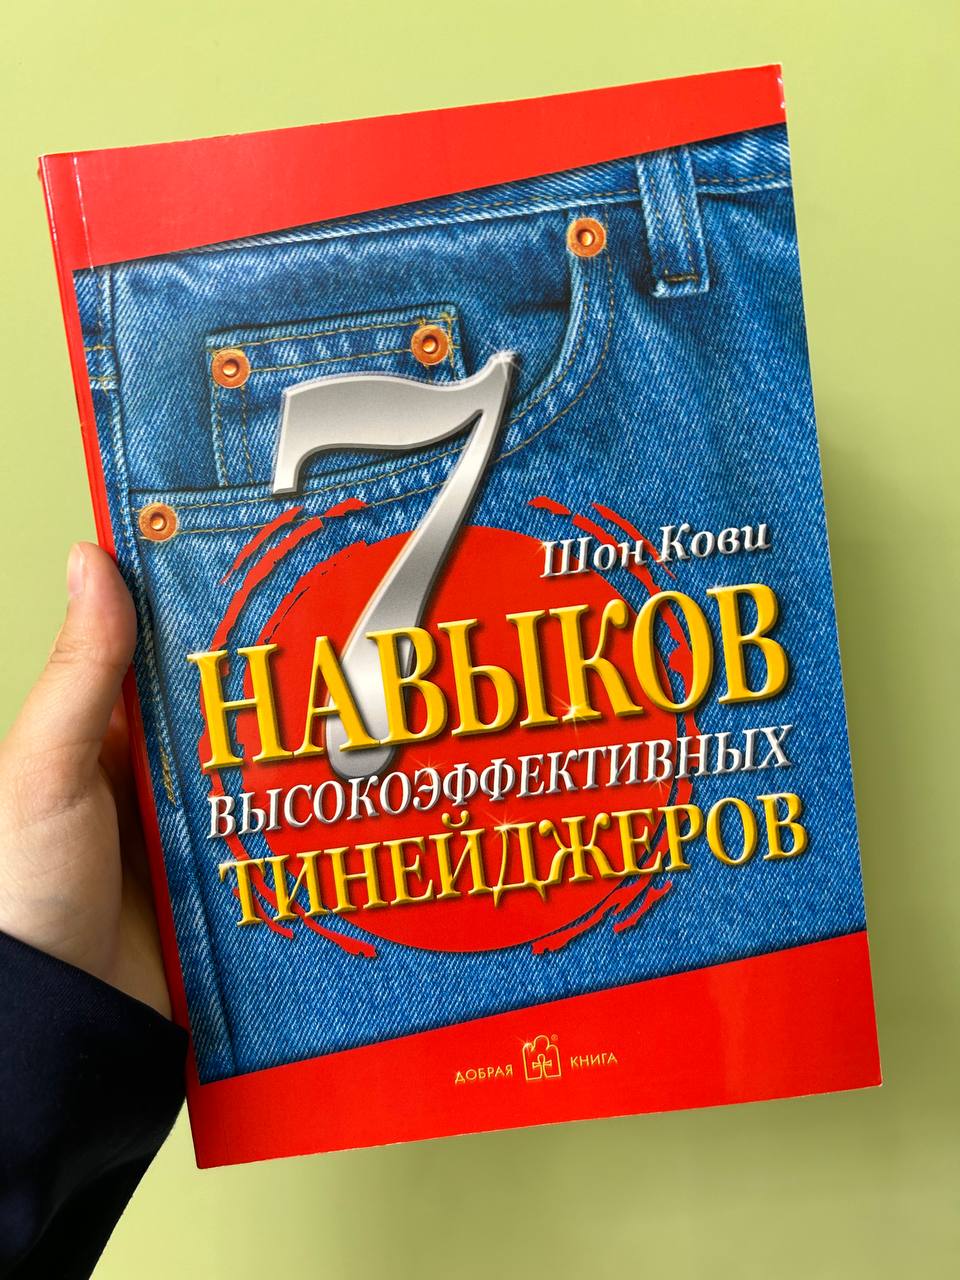 7
Шон Кови
НАВЫКОВ
ВЫСОКОЭФФЕКТИВНЫХ
ТИНЕЙДЖЕРОВ
ДОБРАЯ ® КНИГА